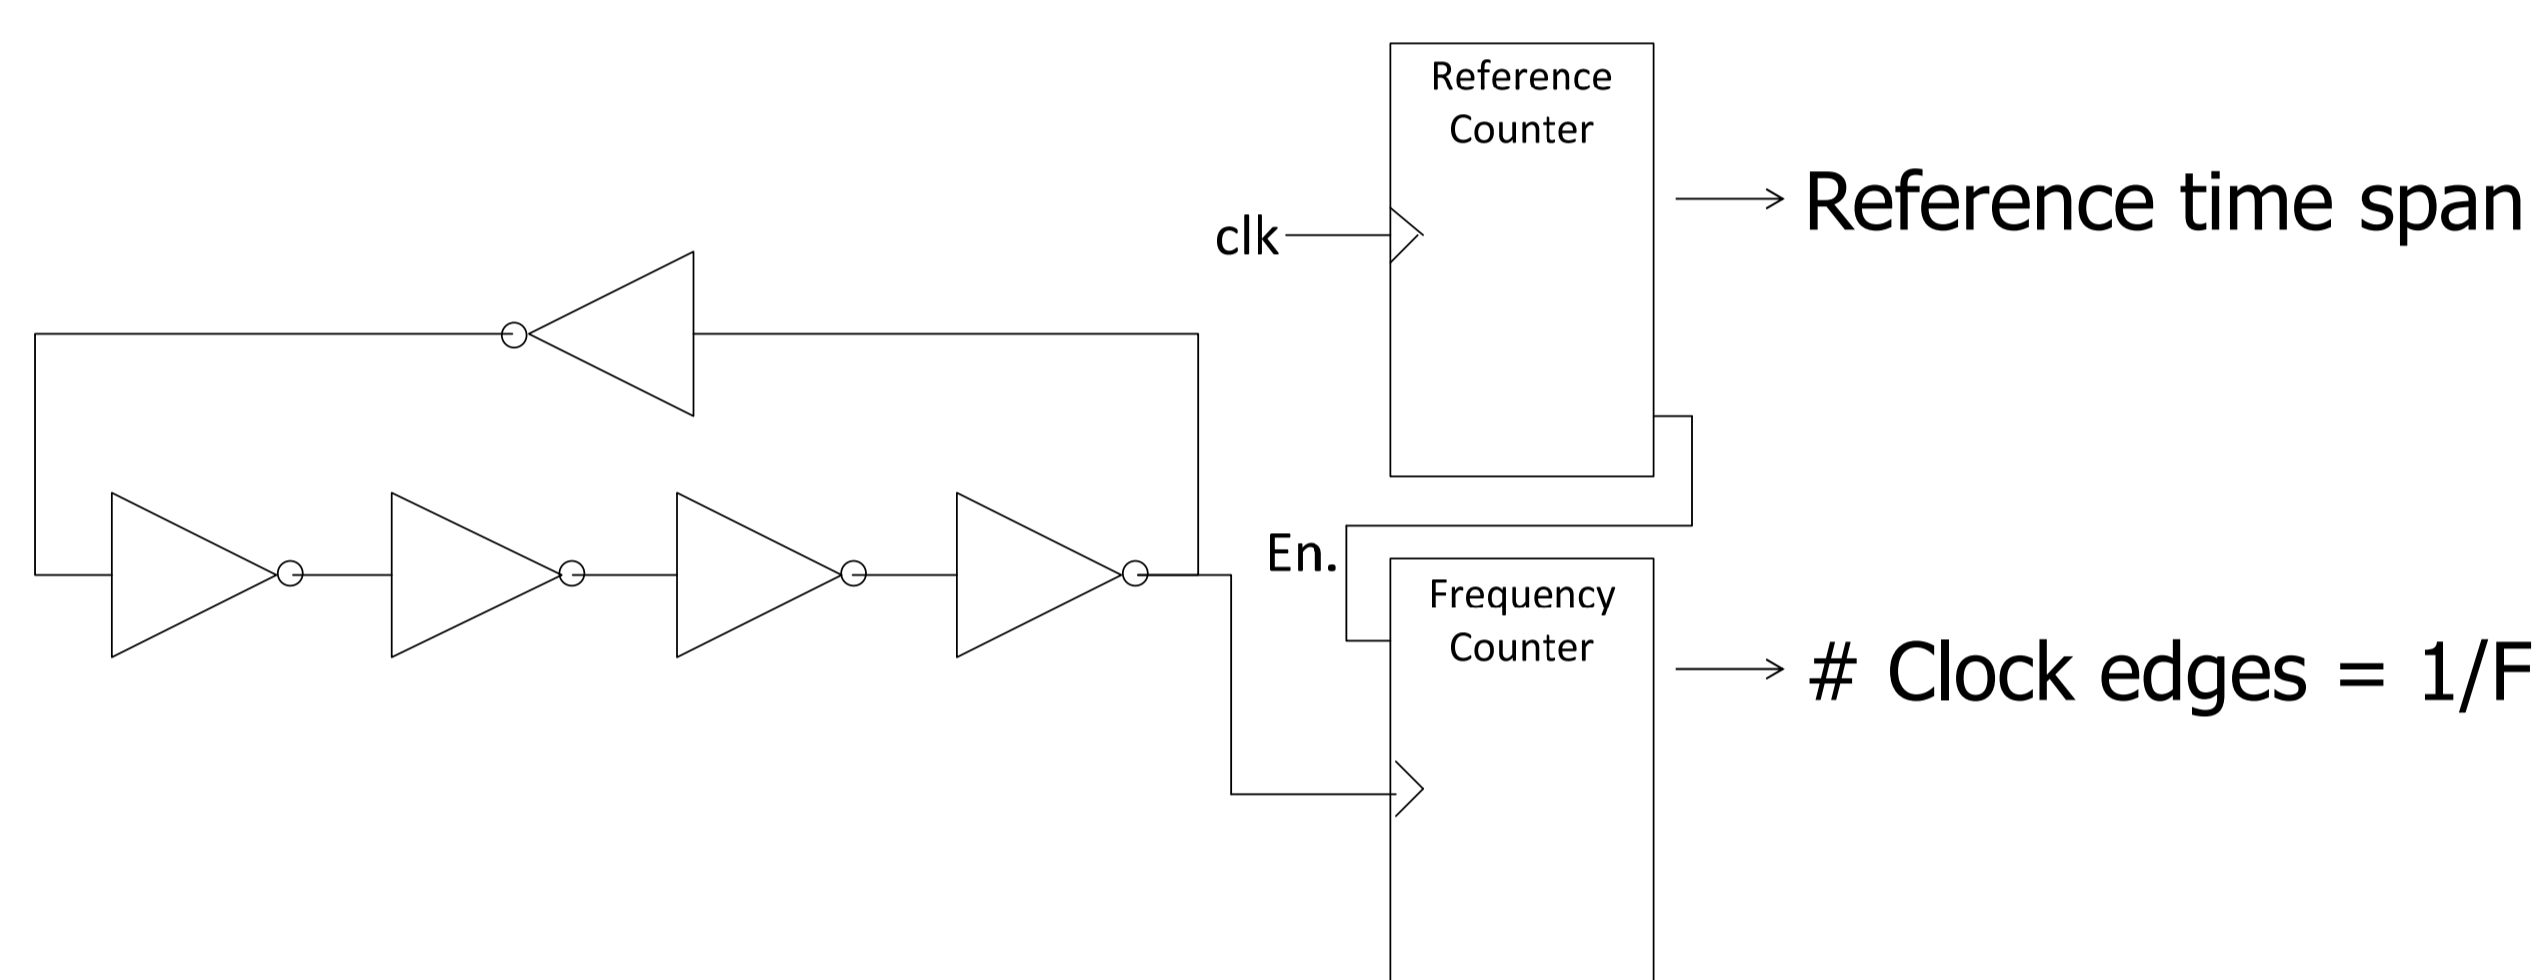 Reference
Counter
Reference time span
clk
En.
Frequency
Counter
# Clock edges = 1/F